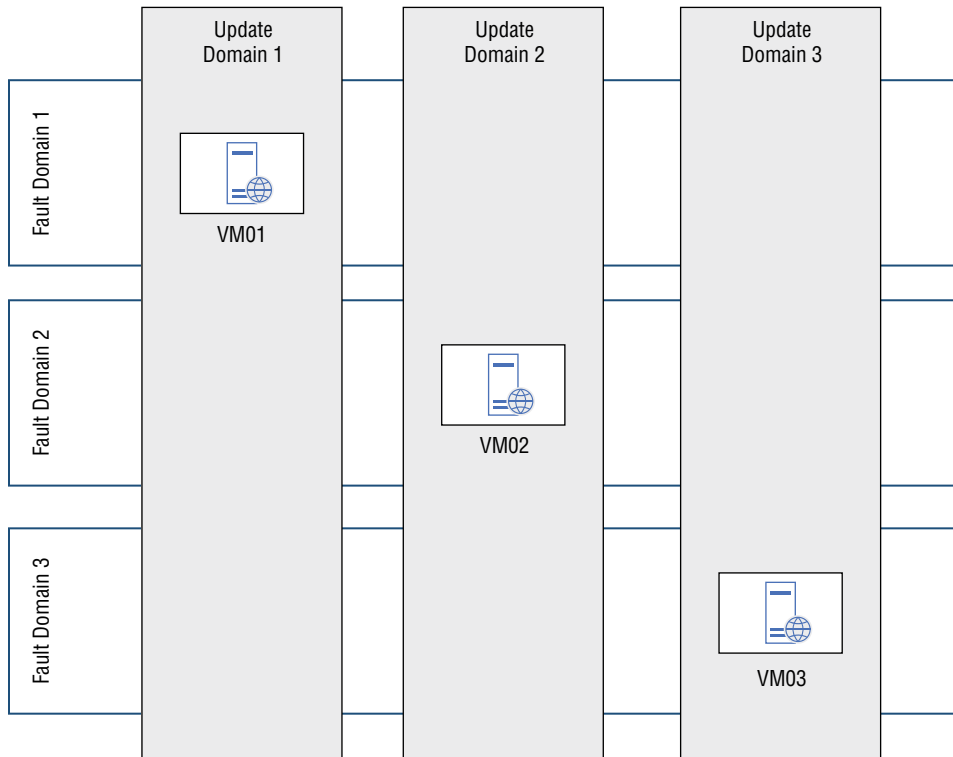 Update
Domain 1
Update
Domain 2
Update
Domain 3
Fault Domain 1
VM01
Fault Domain 2
VM02
Fault Domain 3
VM03